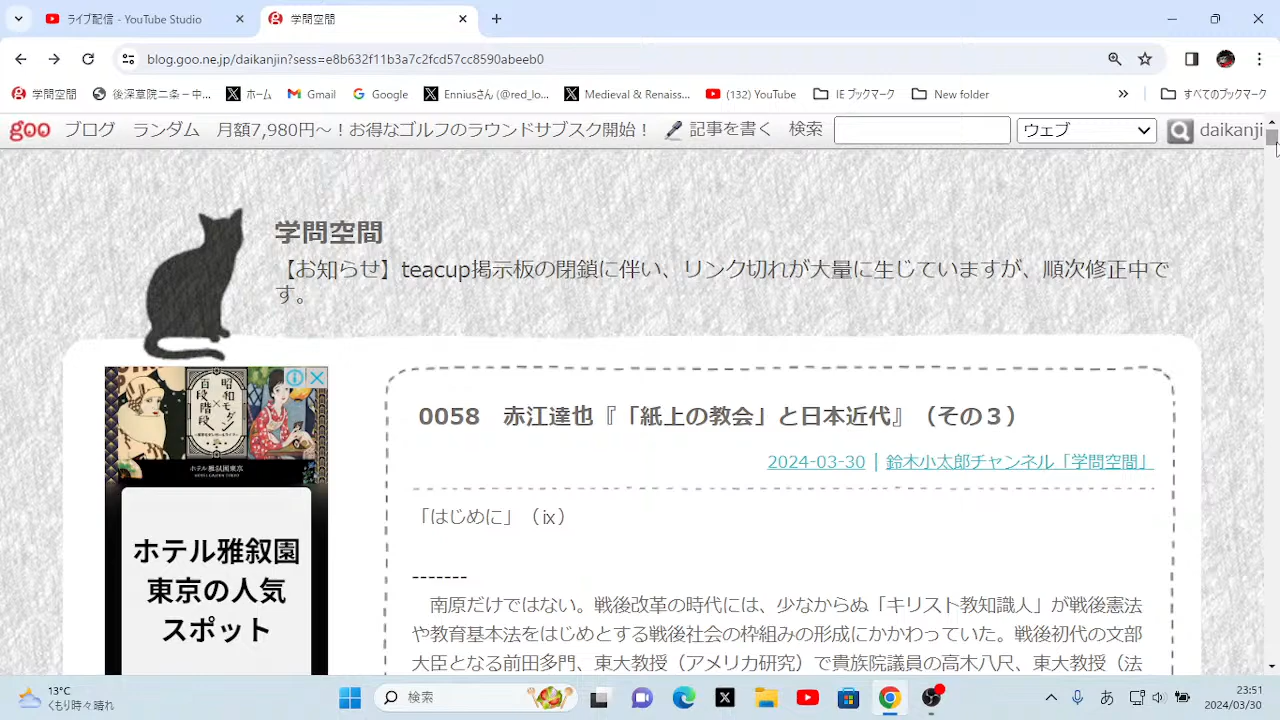 ライブ配信 - YouTube Studio
学問空間
blog.goo.ne.jp/daikanjin?sess=e8b632f11b3a7c2fcd57cc8591abeeb0
学問空間
後深草院二条 – 中...
ホーム
Gmail
Google
Enniusさん (@red_lo...
Medieval & Renaiss...
(132) YouTube
IE ブックマーク
New folder
»
すべてのブックマーク
goo ブログ ランダム 月額7,980円～！お得なゴルフのラウンドサブスク開始！ 記事を書く 検索 ウェブ daikanji
学問空間
【お知らせ】teacup掲示板の閉鎖に伴い、リンク切れが大量に生じていますが、順次修正中で
す。
昭和モダン×百段階段
ホテル雅叙園東京
ホテル雅叙園
東京の人気
スポット
0058 赤江達也『「紙上の教会」と日本近代』（その３）
2024-03-30 | 鈴木小太郎チャンネル「学問空間」
「はじめに」（ⅸ）
-------
南原だけではない。戦後改革の時代には、少なからぬ「キリスト教知識人」が戦後憲法
や教育基本法をはじめとする戦後社会の枠組みの形成にかかわっていた。戦後初代の文部
大臣となる前田多門、東大教授（アメリカ研究）で貴族院議員の高木八尺、東大教授（法
13°C
くもり時々晴れ
検索
あ
23:51
2024/03/30